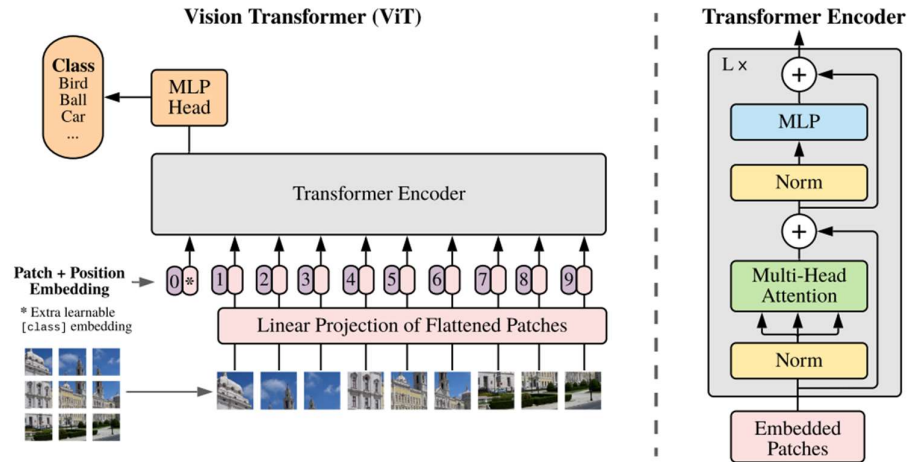 Vision Transformer (ViT)
Class
Bird
Ball
Car
...
MLP
Head
Transformer Encoder
Patch + Position
Embedding
0 * 1 2 3 4 5 6 7 8 9
* Extra learnable
[class] embedding
Linear Projection of Flattened Patches
Transformer Encoder
L ×
+
MLP
Norm
+
Multi-Head
Attention
Norm
Embedded
Patches